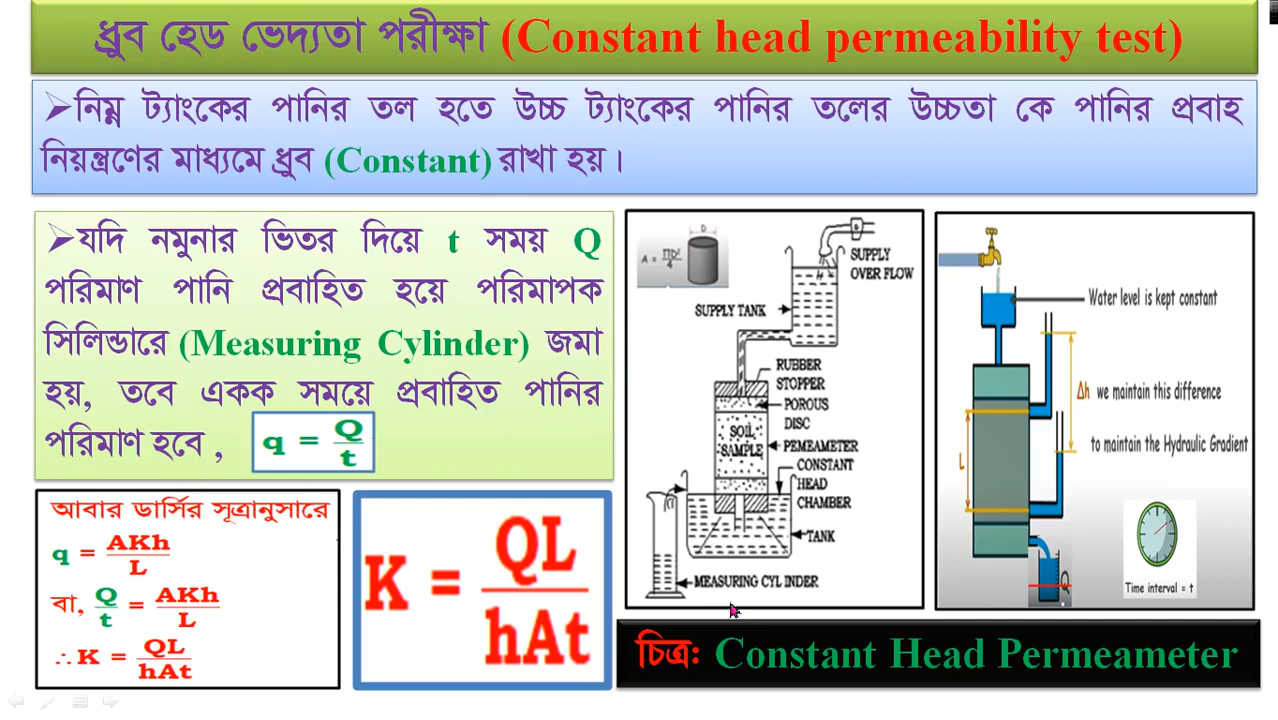 ধ্রুব হেড ভেদ্যতা পরীক্ষা (Constant head permeability test)
➢নিম্ন ট্যাংকের পানির তল হতে উচ্চ ট্যাংকের পানির তলের উচ্চতা কে পানির প্রবাহ
নিয়ন্ত্রণের মাধ্যমে ধ্রুব (Constant) রাখা হয়।
➢যদি নমুনার ভিতর দিয়ে t সময় Q
পরিমাণ পানি প্রবাহিত হয়ে পরিমাপক
সিলিন্ডারে (Measuring Cylinder) জমা
হয়, তবে একক সময়ে প্রবাহিত পানির
পরিমাণ হবে , q = Q/t
আবার ডার্সির সূত্রানুসারে
q = AKh/L
বা, Q/t = AKh/L
∴K = QL/hAt
K = QL/hAt
D
A = ΠD²/4
SUPPLY
OVER FLOW
SUPPLY TANK
RUBBER
STOPPER
POROUS
DISC
SOIL
SAMPLE
PEMEAMETER
CONSTANT
HEAD
CHAMBER
TANK
MEASURING CYLINDER
Water level is kept constant
Δh we maintain this difference
to maintain the Hydraulic Gradient
L
Q
Time interval = t
চিত্র: Constant Head Permeameter